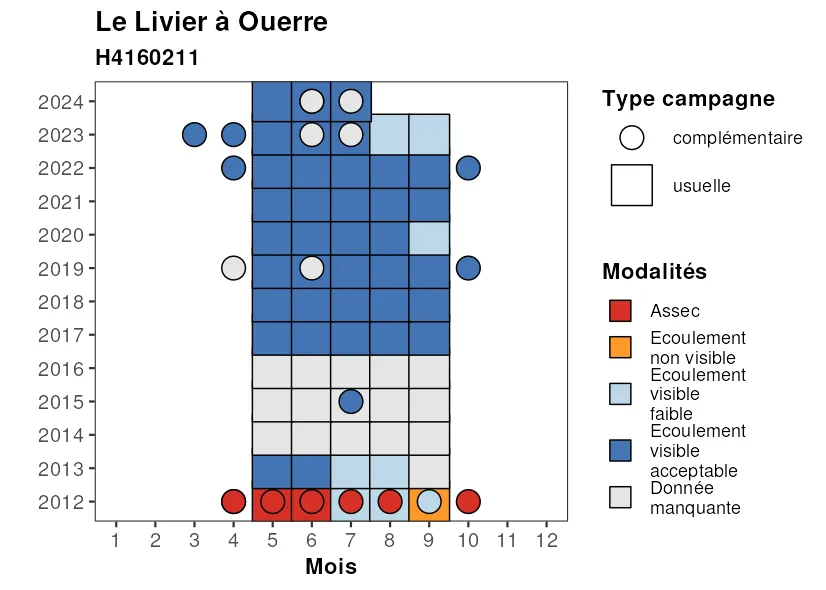 Le Livier à Ouerre
H4160211
2024
2023
2022
2021
2020
2019
2018
2017
2016
2015
2014
2013
2012
1 2 3 4 5 6 7 8 9 10 11 12
Mois
Type campagne
complémentaire
usuelle
Modalités
Assec
Ecoulement
non visible
Ecoulement
visible
faible
Ecoulement
visible
acceptable
Donnée
manquante